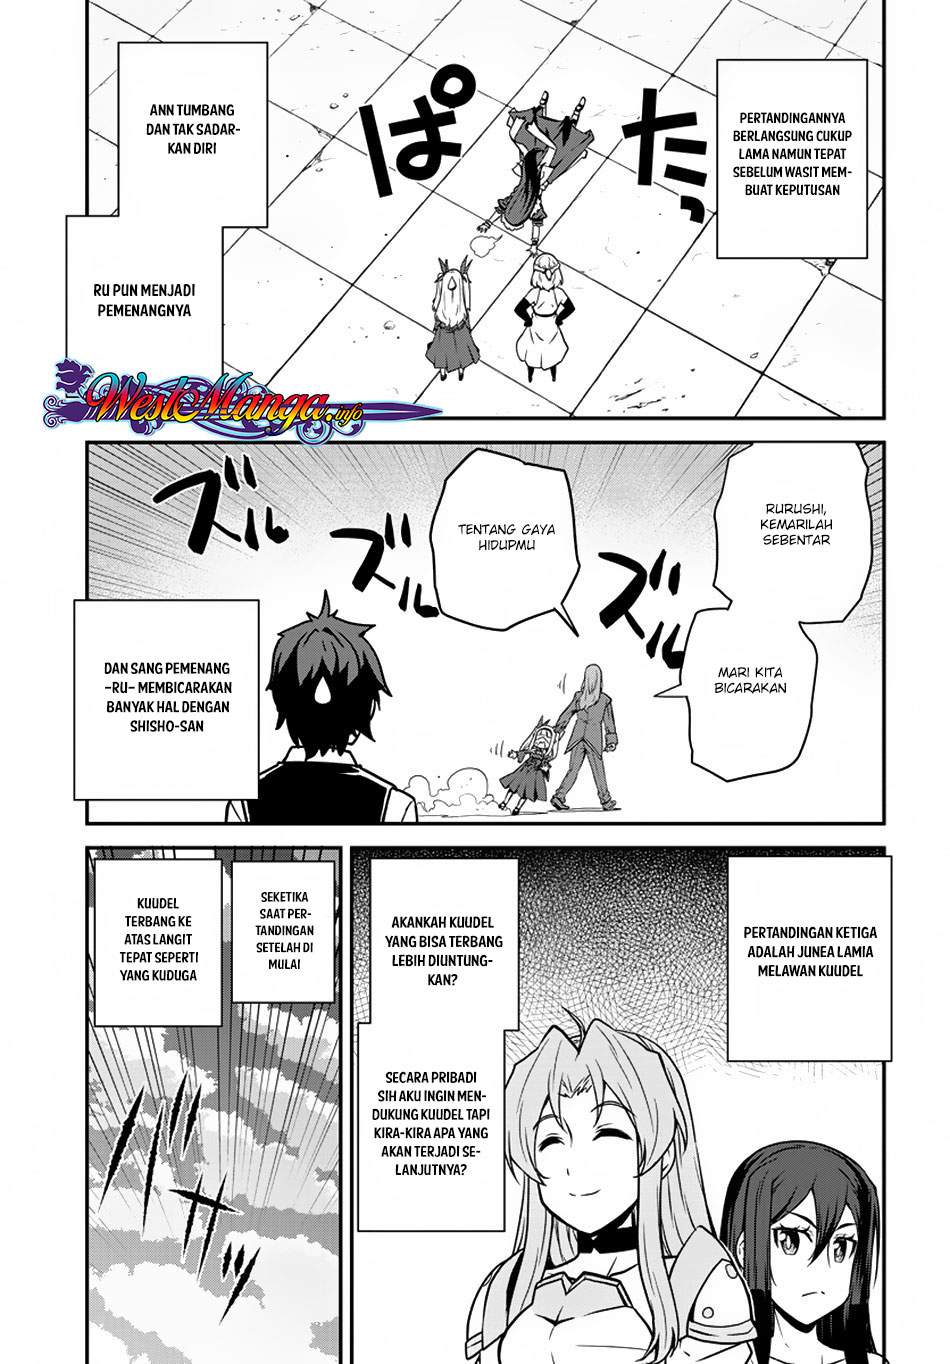 PERTANDINGANNYA
BERLANGSUNG CUKUP
LAMA NAMUN TEPAT
SEBELUM WASIT MEM-
BUAT KEPUTUSAN
ぱたっ
ANN TUMBANG
DAN TAK SADAR-
KAN DIRI
RU PUN MENJADI
PEMENANGNYA
WestManga.info
RURUSHI,
KEMARILAH
SEBENTAR
MARI KITA
BICARAKAN
TENTANG GAYA
HIDUPMU
ズル
ズル
ズル
DAN SANG PEMENANG
–RU– MEMBICARAKAN
BANYAK HAL DENGAN
SHISHO-SAN
PERTANDINGAN KETIGA
ADALAH JUNEA LAMIA
MELAWAN KUUDEL
AKANKAH KUUDEL
YANG BISA TERBANG
LEBIH DIUNTUNG-
KAN?
SECARA PRIBADI
SIH AKU INGIN MEN-
DUKUNG KUUDEL TAPI
KIRA-KIRA APA YANG
AKAN TERJADI SE-
LANJUTNYA?
SEKETIKA
SAAT PER-
TANDINGAN
SETELAH DI
MULAI
KUUDEL
TERBANG KE
ATAS LANGIT
TEPAT SEPERTI
YANG KUDUGA